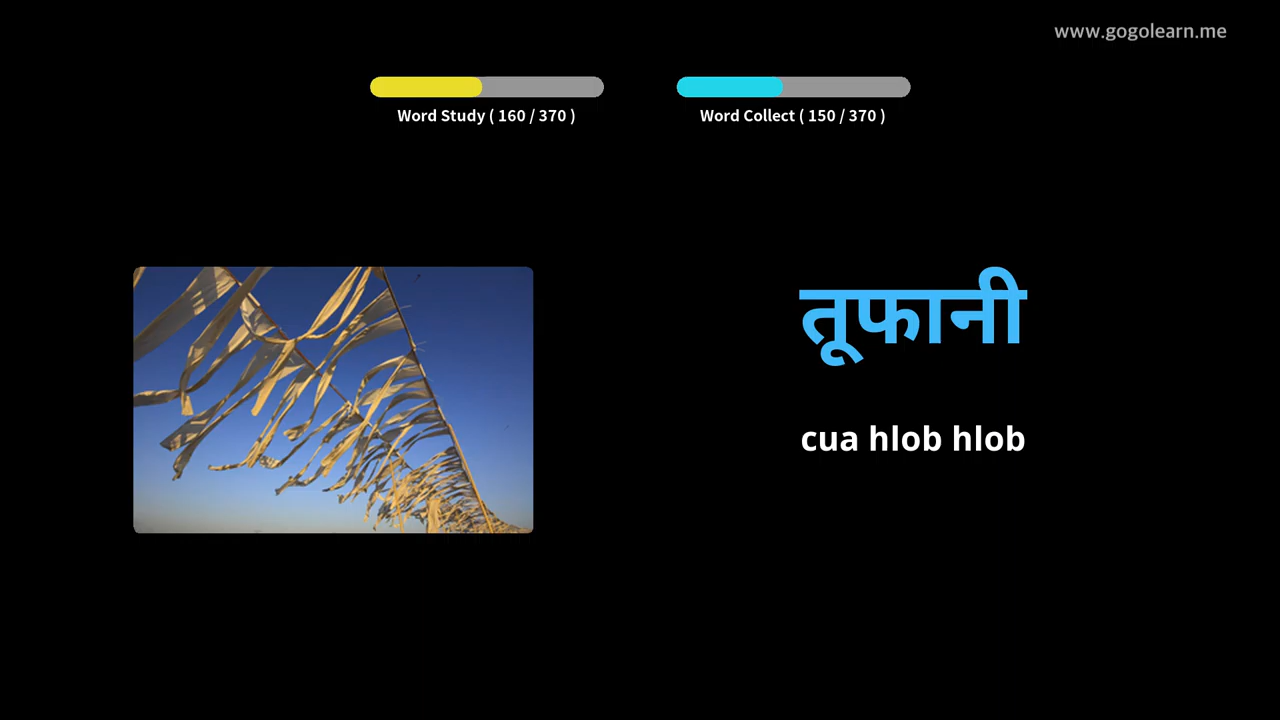 www.gogolearn.me
Word Study ( 160 / 370 )
Word Collect ( 150 / 370 )
तूफानी
cua hlob hlob